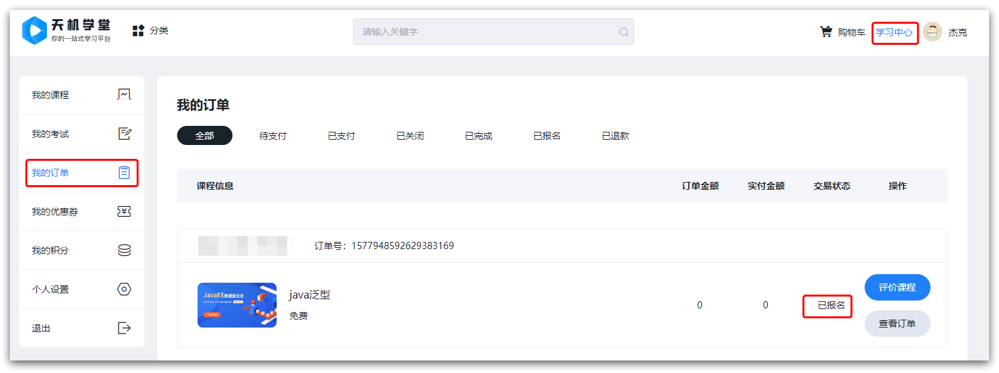 天机学堂
你的一站式学习平台
分类
请输入关键字
购物车
学习中心
杰克
我的课程
我的考试
我的订单
我的优惠券
我的积分
个人设置
退出
我的订单
全部 待支付 已支付 已关闭 已完成 已报名 已退款
课程信息 订单金额 实付金额 交易状态 操作
订单号：1577948592629383169
java泛型
免费
0 0 已报名
评价课程
查看订单